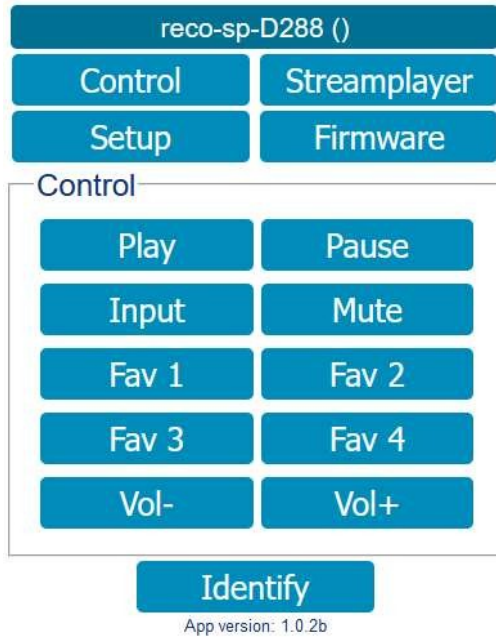 reco-sp-D288 ()
Control Streamplayer
Setup Firmware
Control
Play Pause
Input Mute
Fav 1 Fav 2
Fav 3 Fav 4
Vol- Vol+
Identify
App version: 1.0.2b